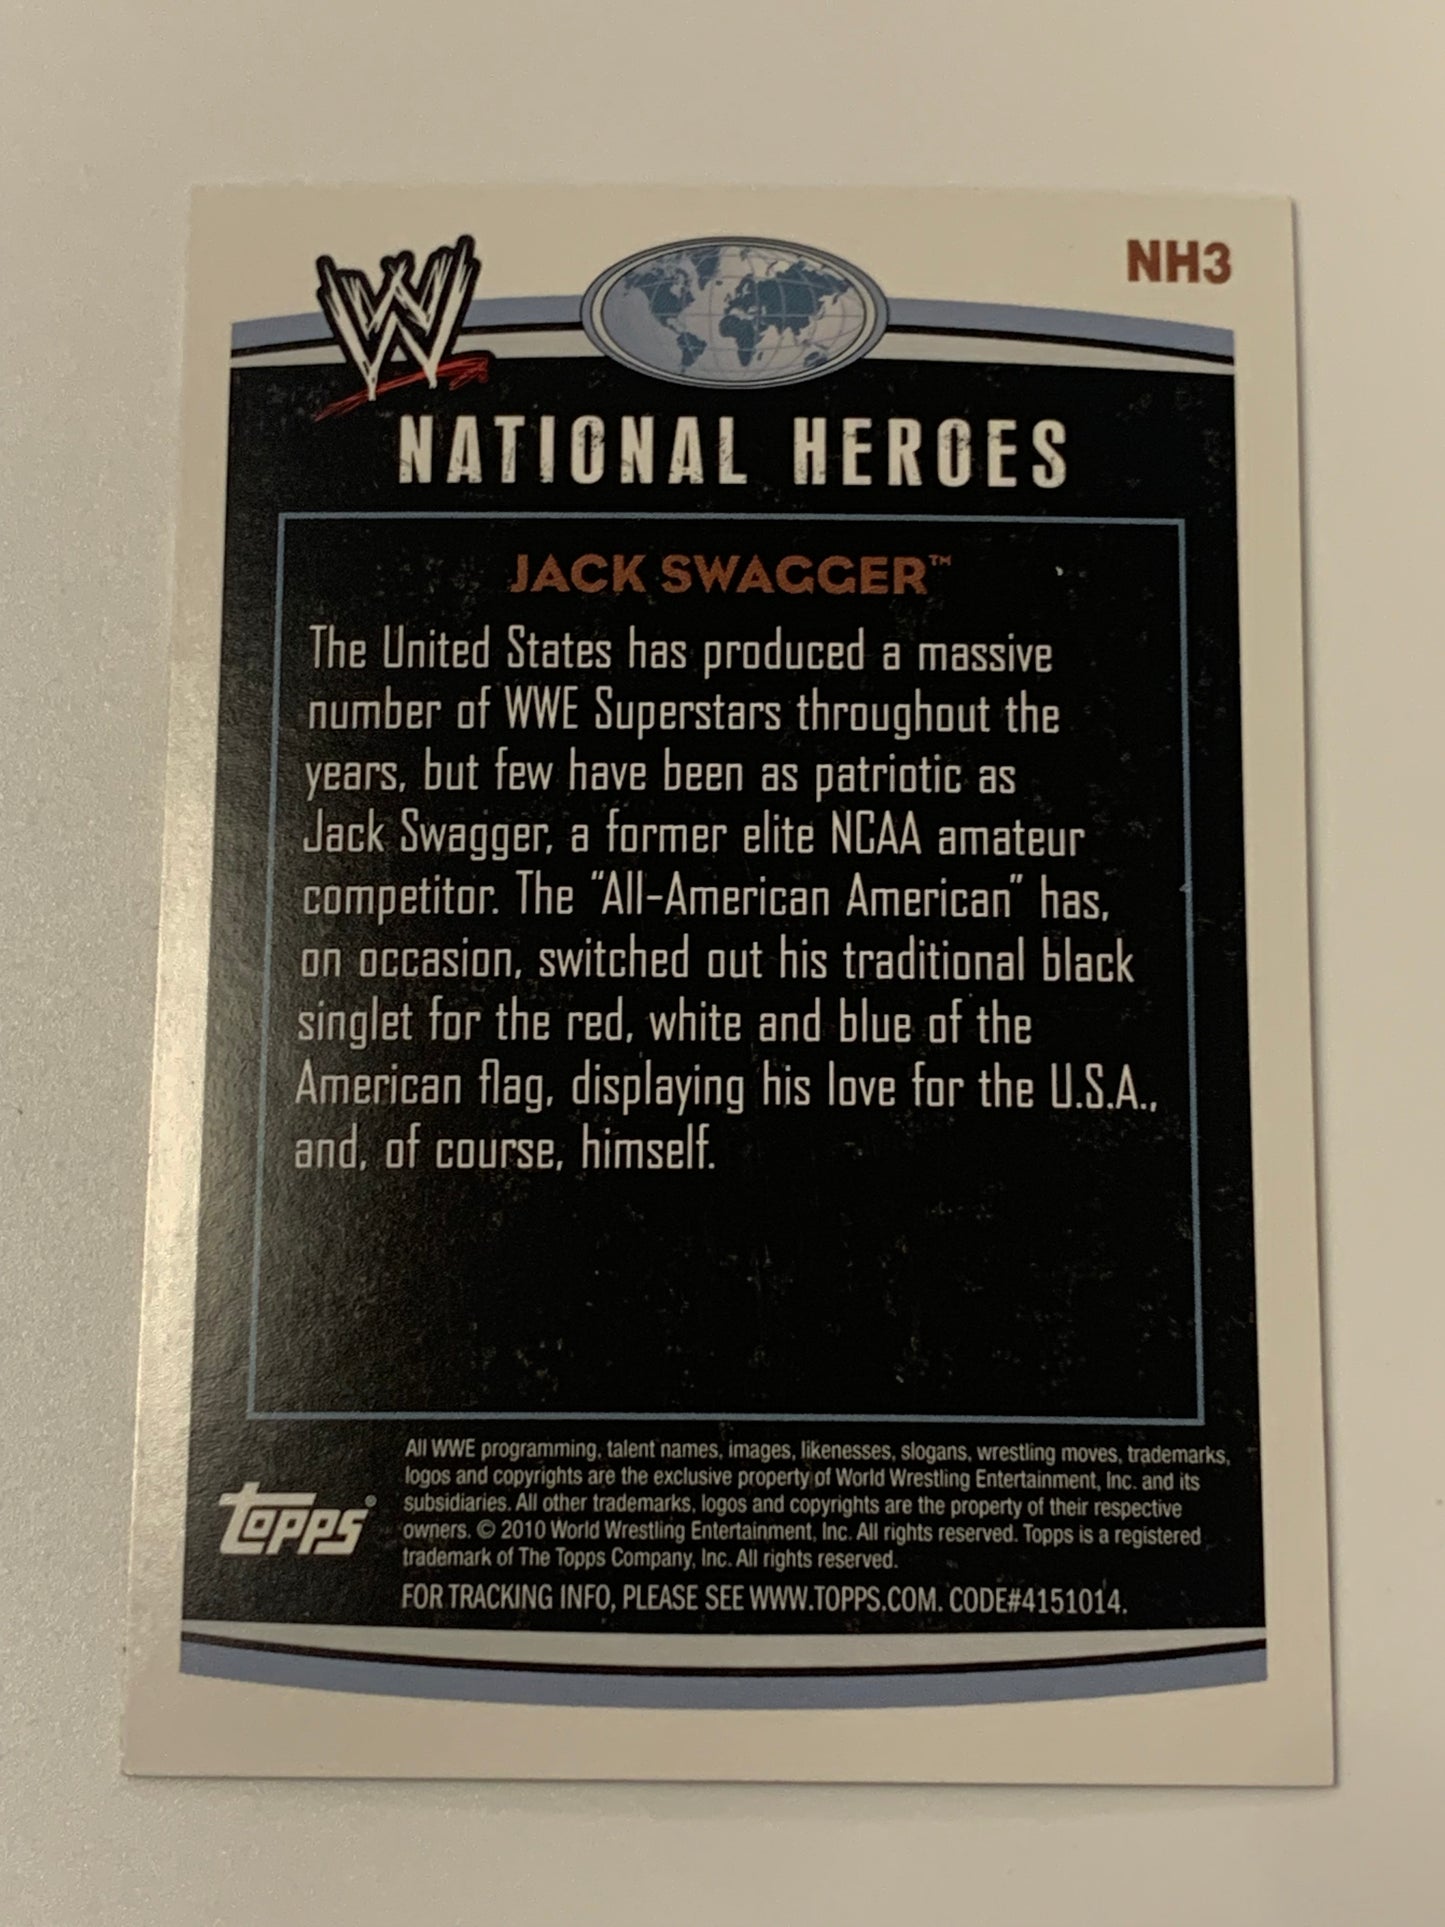 NH3
W
NATIONAL HEROES
JACK SWAGGER™
The United States has produced a massive
number of WWE Superstars throughout the
years, but few have been as patriotic as
Jack Swagger, a former elite NCAA amateur
competitor. The "All-American American" has,
on occasion, switched out his traditional black
singlet for the red, white and blue of the
American flag, displaying his love for the U.S.A.,
and, of course, himself.
All WWE programming, talent names, images, likenesses, slogans, wrestling moves, trademarks,
logos and copyrights are the exclusive property of World Wrestling Entertainment, Inc. and its
subsidiaries. All other trademarks, logos and copyrights are the property of their respective
owners. © 2010 World Wrestling Entertainment, Inc. All rights reserved. Topps is a registered
trademark of The Topps Company, Inc. All rights reserved.
FOR TRACKING INFO, PLEASE SEE WWW.TOPPS.COM. CODE#4151014.
Topps®